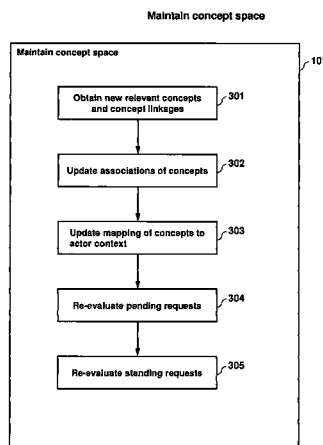 Maintain concept space
Maintain concept space
10
Obtain new relevant concepts
and concept linkages
301
Update associations of concepts
302
Update mapping of concepts to
actor context
303
Re-evaluate pending requests
304
Re-evaluate standing requests
305